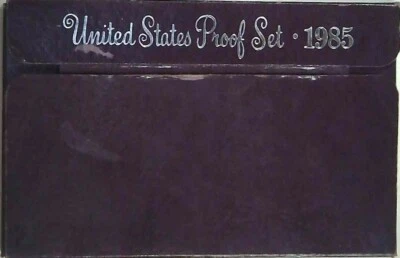 United States Proof Set · 1985